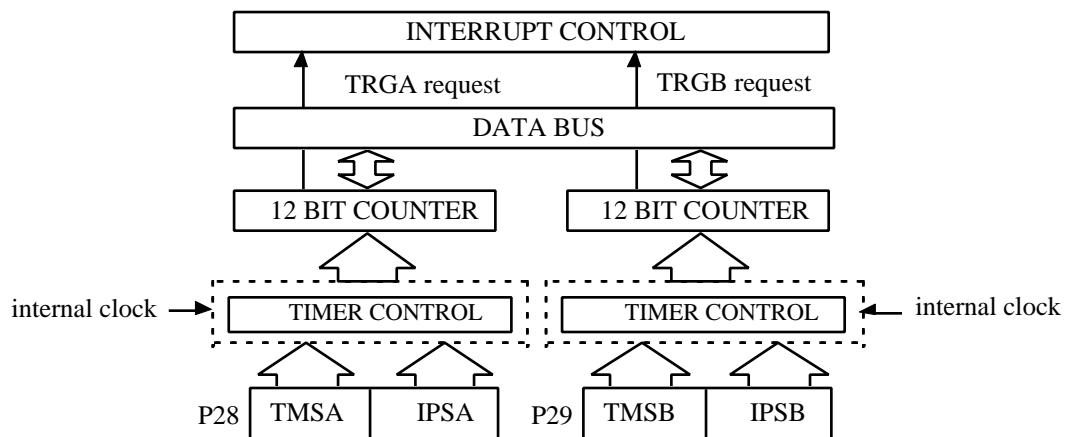 INTERRUPT CONTROL
TRGA request
TRGB request
DATA BUS
12 BIT COUNTER
12 BIT COUNTER
internal clock
TIMER CONTROL
TIMER CONTROL
internal clock
P28
TMSA
IPSA
P29
TMSB
IPSB